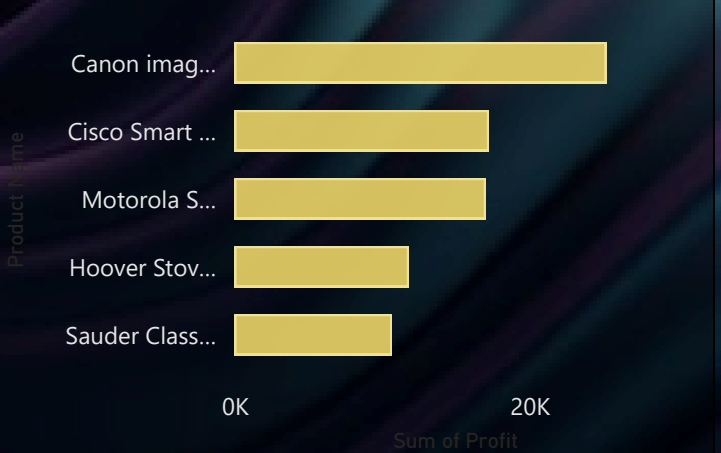 Product Name
Canon imag...
Cisco Smart ...
Motorola S...
Hoover Stov...
Sauder Class...
0K 20K
Sum of Profit